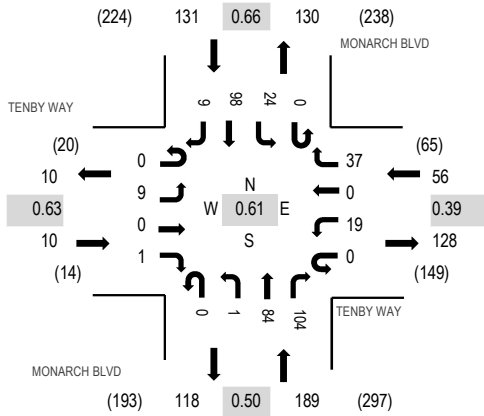 (224) 131 0.66 130 (238)
MONARCH BLVD
TENBY WAY
9 98 24 0
(20) (65)
0 37
10 56
9 0
N
0.63 W 0.61 E 0.39
0 19
S
10 128
1 0
(14) (149)
0 1 84 104
TENBY WAY
MONARCH BLVD
(193) 118 0.50 189 (297)